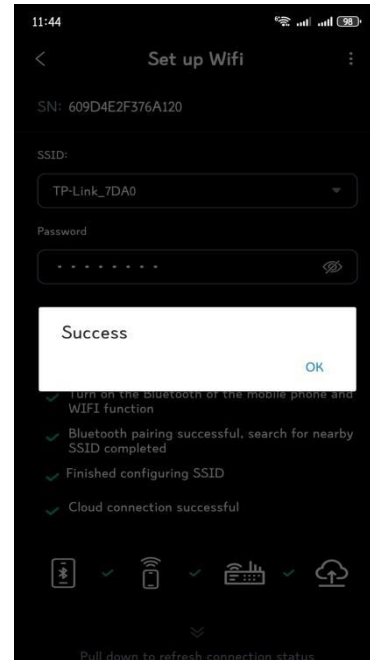 11:44
98
Set up Wifi
SN: 609D4E2F376A120
SSID:
TP-Link_7DA0
Password
Success
OK
Turn on the Bluetooth of the mobile phone and
WIFI function
Bluetooth pairing successful, search for nearby
SSID completed
Finished configuring SSID
Cloud connection successful
Pull down to refresh connection status